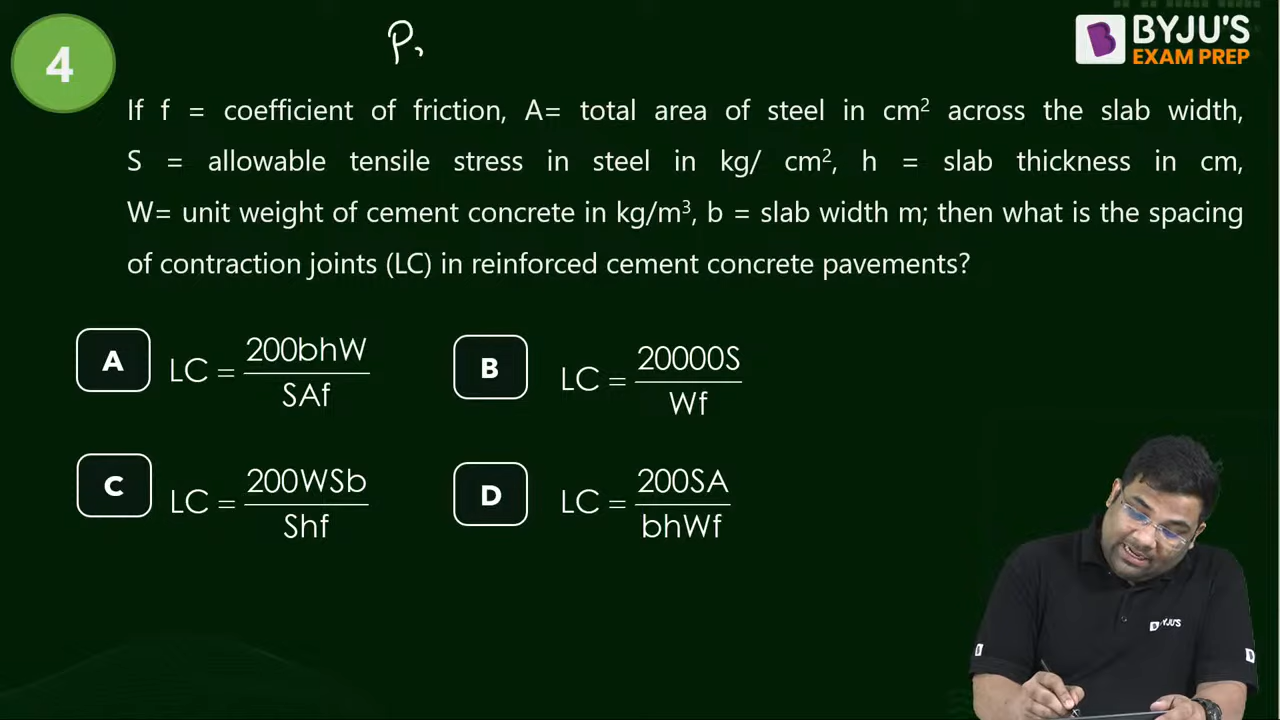 4
P,
BYJU'S
EXAM PREP
If f = coefficient of friction, A= total area of steel in cm² across the slab width,
S = allowable tensile stress in steel in kg/ cm², h = slab thickness in cm,
W= unit weight of cement concrete in kg/m³, b = slab width m; then what is the spacing
of contraction joints (LC) in reinforced cement concrete pavements?
A LC = 200bhW / SAf
B LC = 20000S / Wf
C LC = 200WSb / Shf
D LC = 200SA / bhWf
BYJU'S